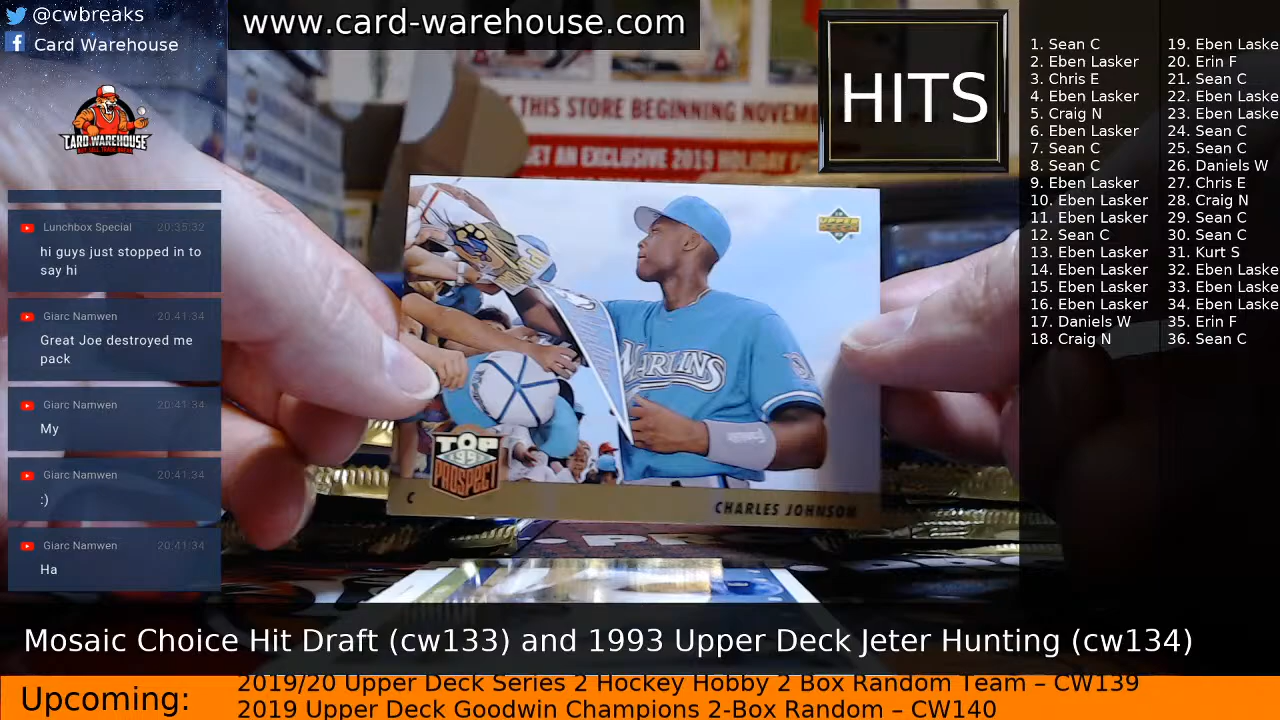 @cwbreaks
Card Warehouse
CARD WAREHOUSE
Lunchbox Special 20:35:32
hi guys just stopped in to
say hi
Giarc Namwen 20:41:34
Great Joe destroyed me
pack
Giarc Namwen 20:41:34
My
Giarc Namwen 20:41:34
:)
Giarc Namwen 20:41:34
Ha
www.card-warehouse.com
THIS STORE BEGINNING NOVEM
ET AN EXCLUSIVE 2019 HOLIDAY P
UPPER
MARLINS
TOP
PROSPECT
C
CHARLES JOHNSON
HITS
1. Sean C
2. Eben Lasker
3. Chris E
4. Eben Lasker
5. Craig N
6. Eben Lasker
7. Sean C
8. Sean C
9. Eben Lasker
10. Eben Lasker
11. Eben Lasker
12. Sean C
13. Eben Lasker
14. Eben Lasker
15. Eben Lasker
16. Eben Lasker
17. Daniels W
18. Craig N
19. Eben Laske
20. Erin F
21. Sean C
22. Eben Laske
23. Eben Laske
24. Sean C
25. Sean C
26. Daniels W
27. Chris E
28. Craig N
29. Sean C
30. Sean C
31. Kurt S
32. Eben Laske
33. Eben Laske
34. Eben Laske
35. Erin F
36. Sean C
Mosaic Choice Hit Draft (cw133) and 1993 Upper Deck Jeter Hunting (cw134)
Upcoming:
2019/20 Upper Deck Series 2 Hockey Hobby 2 Box Random Team – CW139
2019 Upper Deck Goodwin Champions 2-Box Random – CW140